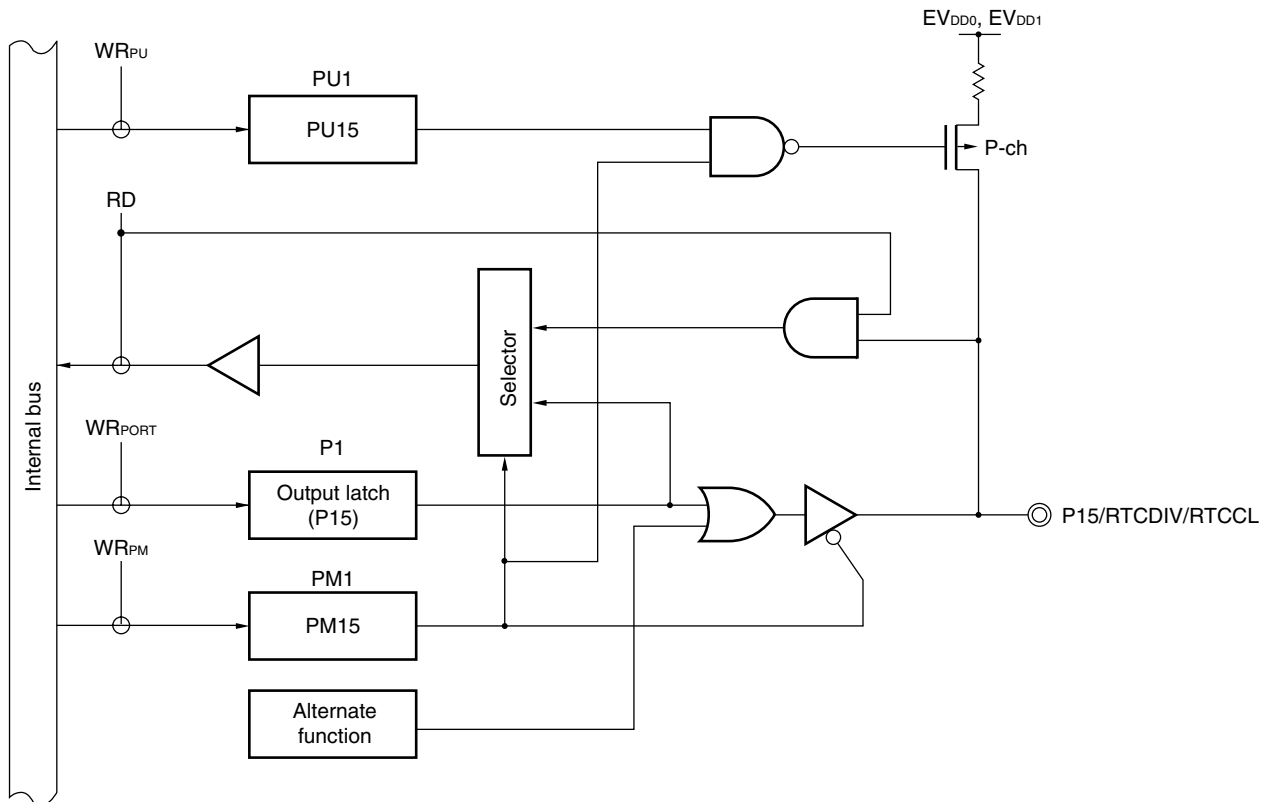 EVDD0, EVDD1
WRPU
PU1
PU15
P-ch
RD
Selector
Internal bus
WRPORT
P1
Output latch
(P15)
P15/RTCDIV/RTCCL
WRPM
PM1
PM15
Alternate
function